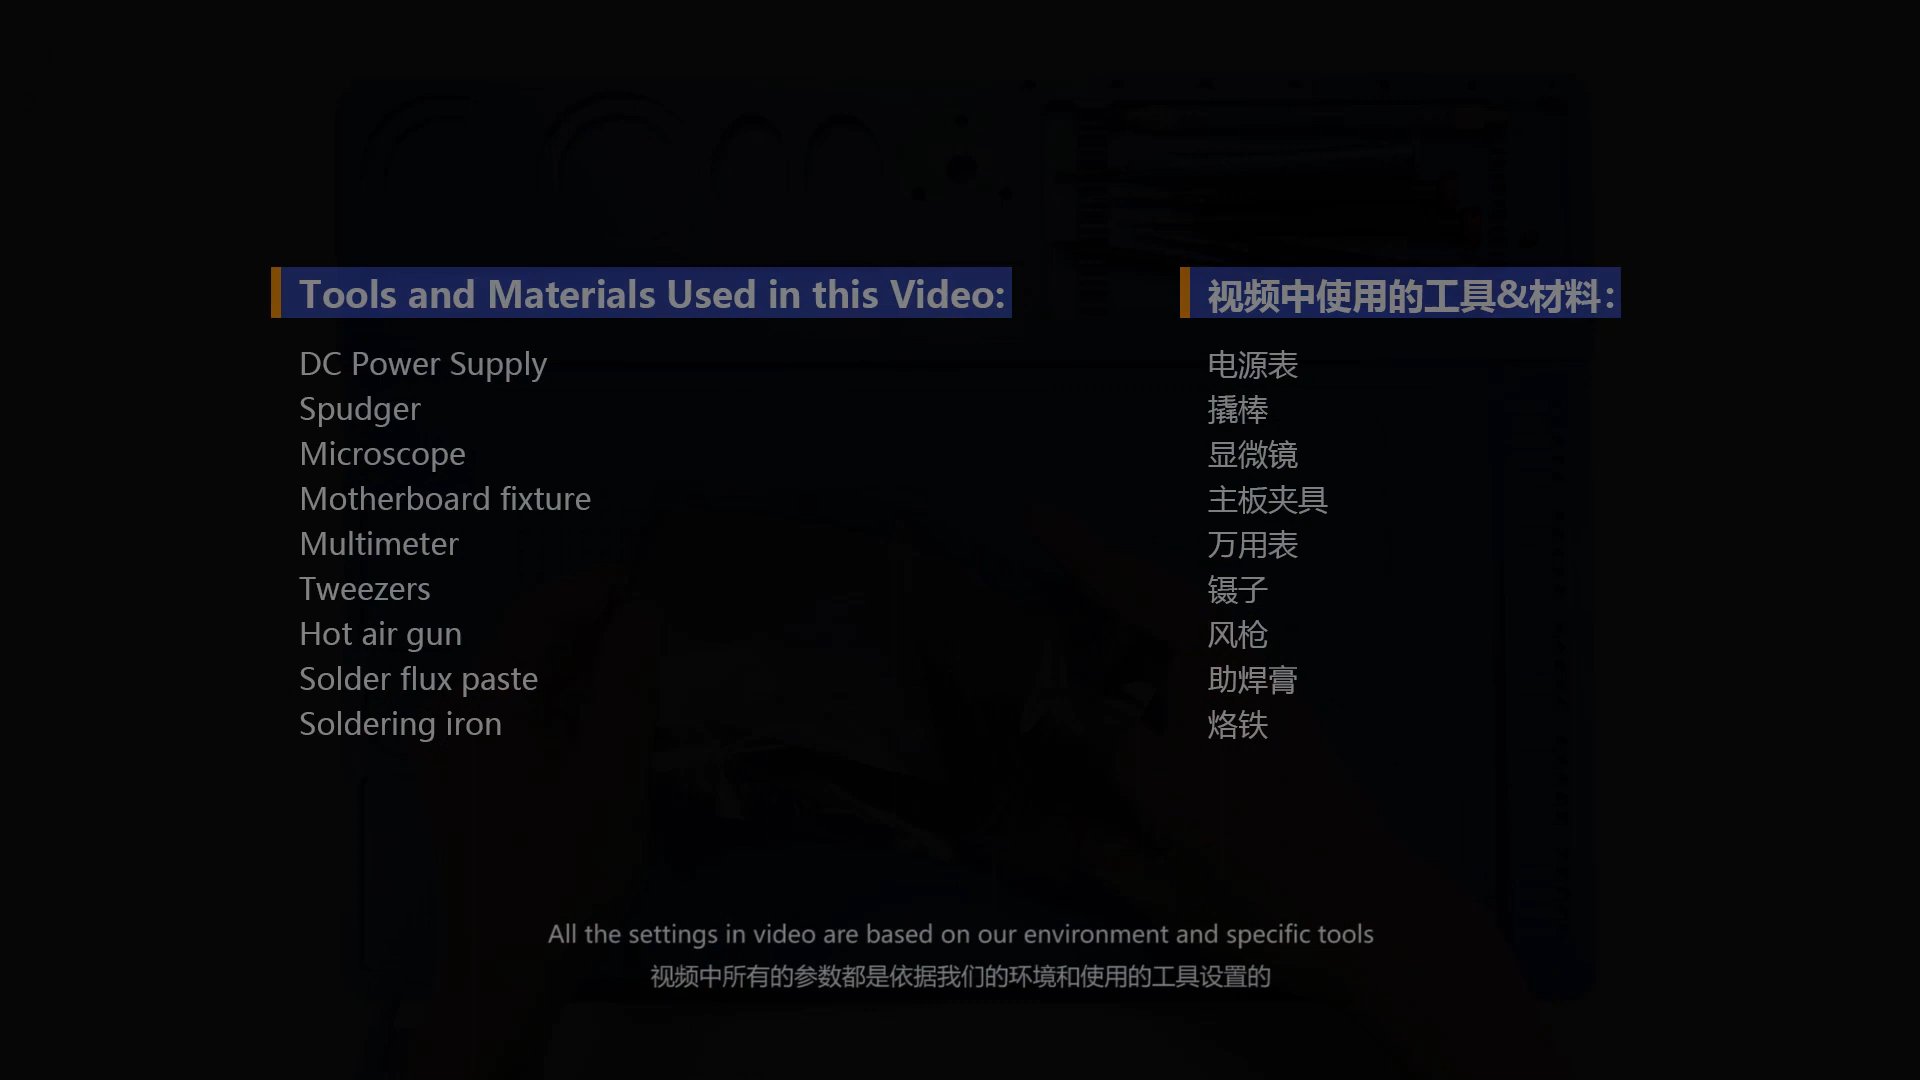 Tools and Materials Used in this Video:
DC Power Supply
Spudger
Microscope
Motherboard fixture
Multimeter
Tweezers
Hot air gun
Solder flux paste
Soldering iron
视频中使用的工具&材料：
电源表
撬棒
显微镜
主板夹具
万用表
镊子
风枪
助焊膏
烙铁
All the settings in video are based on our environment and specific tools
视频中所有的参数都是依据我们的环境和使用的工具设置的